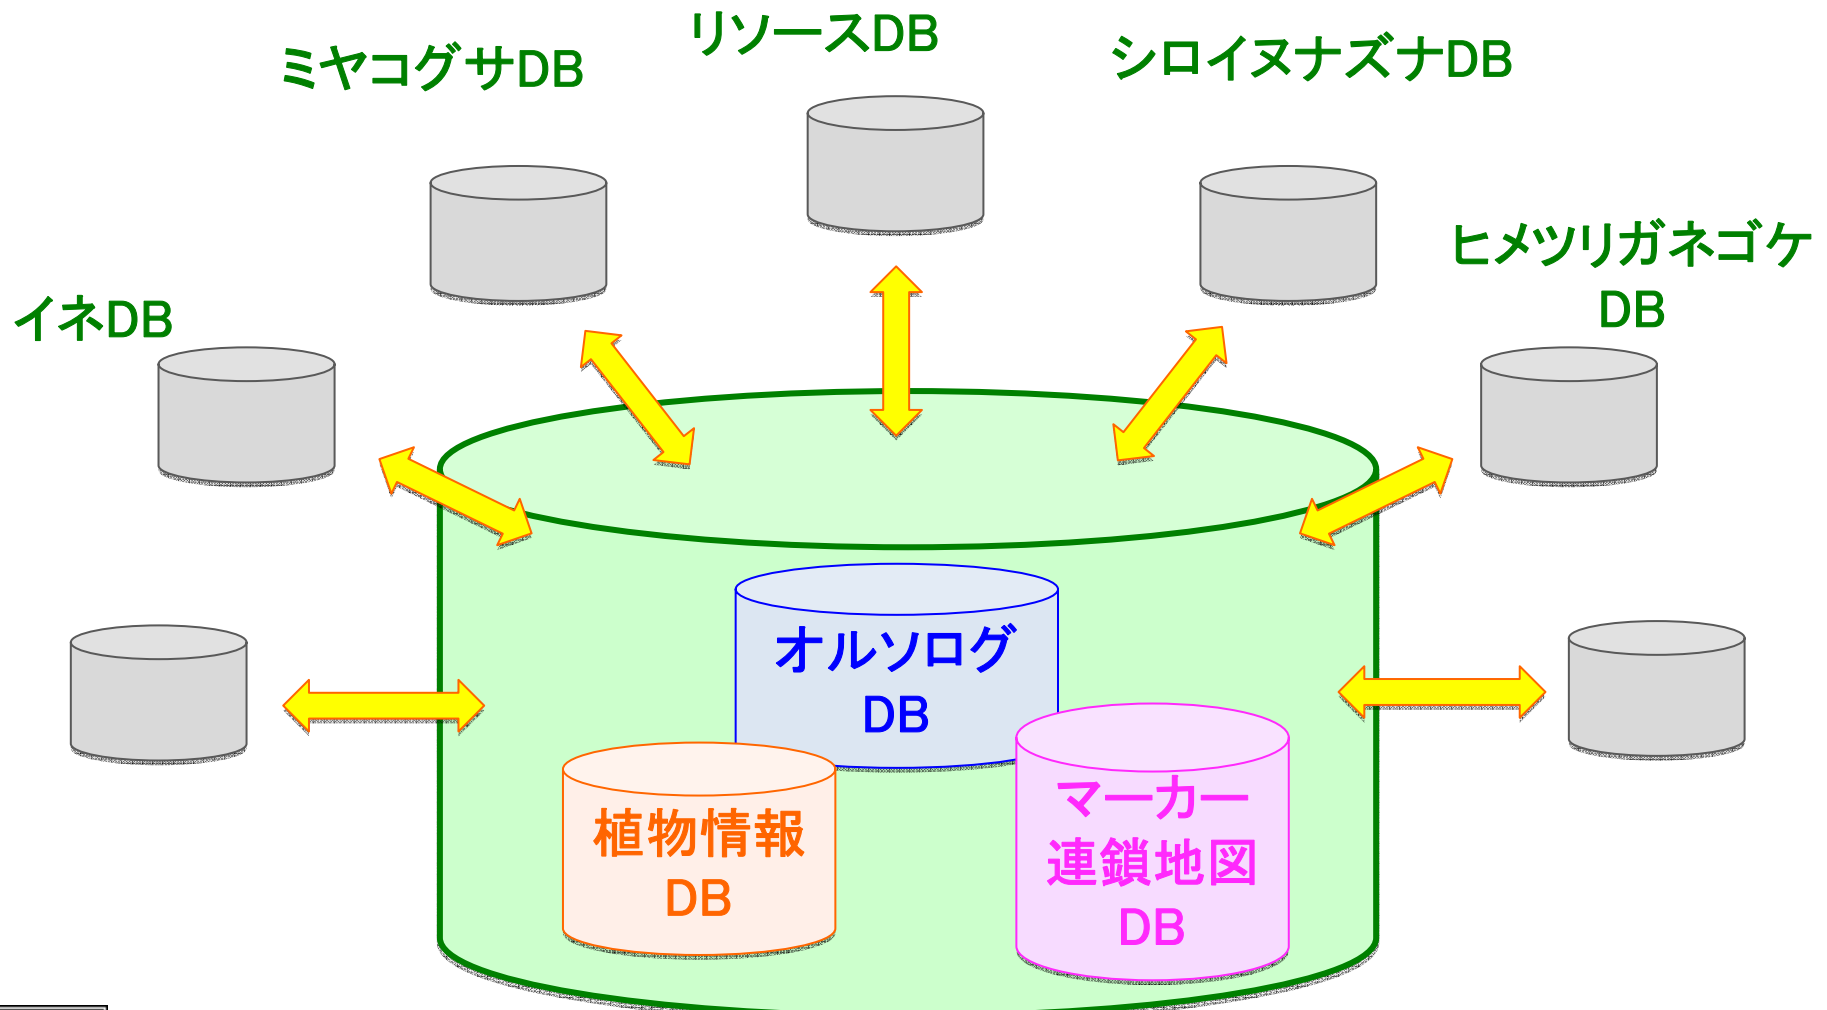 リソースDB
ミヤコグサDB
シロイヌナズナDB
ヒメツリガネゴケ
DB
イネDB
オルソログ
DB
植物情報
DB
マーカー
連鎖地図
DB